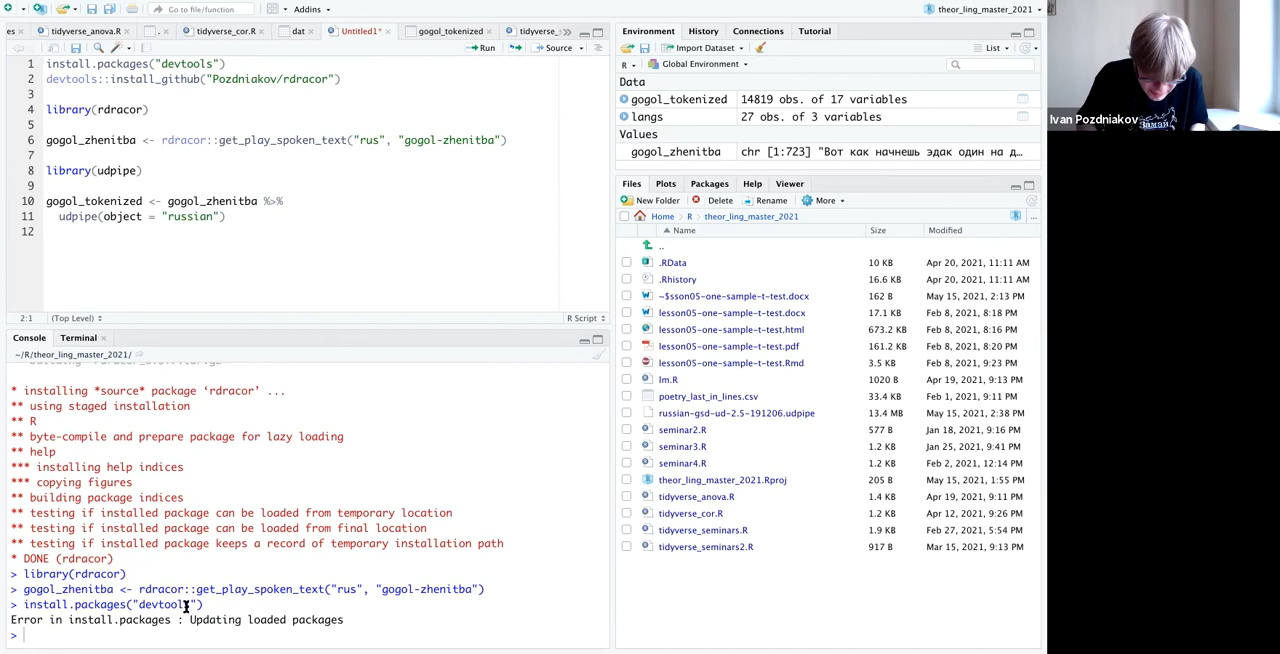 Go to file/function
Addins
theor_ling_master_2021
es
tidyverse_anova.R
tidyverse_cor.R
dat
Untitled1*
gogol_tokenized
tidyverse_s
Run
Source
1 install.packages("devtools")
2 devtools::install_github("Pozdniakov/rdracor")
3
4 library(rdracor)
5
6 gogol_zhenitba <- rdracor::get_play_spoken_text("rus", "gogol-zhenitba")
7
8 library(udpipe)
9
10 gogol_tokenized <- gogol_zhenitba %>%
11 udpipe(object = "russian")
12
2:1 (Top Level) R Script
Console Terminal
~/R/theor_ling_master_2021/
* installing *source* package ‘rdracor’ ...
** using staged installation
** R
** byte-compile and prepare package for lazy loading
** help
*** installing help indices
*** copying figures
** building package indices
** testing if installed package can be loaded from temporary location
** testing if installed package can be loaded from final location
** testing if installed package keeps a record of temporary installation path
* DONE (rdracor)
> library(rdracor)
> gogol_zhenitba <- rdracor::get_play_spoken_text("rus", "gogol-zhenitba")
> install.packages("devtools")
Error in install.packages : Updating loaded packages
>
Environment History Connections Tutorial
Import Dataset List
R Global Environment
Data
gogol_tokenized 14819 obs. of 17 variables
langs 27 obs. of 3 variables
Values
gogol_zhenitba chr [1:723] "Вот как начнешь эдак один на д…
Files Plots Packages Help Viewer
New Folder Delete Rename More
Home R theor_ling_master_2021 ...
Name Size Modified
..
.RData 10 KB Apr 20, 2021, 11:11 AM
.Rhistory 16.6 KB Apr 20, 2021, 11:11 AM
~$sson05-one-sample-t-test.docx 162 B May 15, 2021, 2:13 PM
lesson05-one-sample-t-test.docx 17.1 KB Feb 8, 2021, 8:18 PM
lesson05-one-sample-t-test.html 673.2 KB Feb 8, 2021, 8:16 PM
lesson05-one-sample-t-test.pdf 161.2 KB Feb 8, 2021, 8:20 PM
lesson05-one-sample-t-test.Rmd 3.5 KB Feb 8, 2021, 9:23 PM
lm.R 1020 B Apr 19, 2021, 9:13 PM
poetry_last_in_lines.csv 33.4 KB Feb 1, 2021, 9:11 PM
russian-gsd-ud-2.5-191206.udpipe 13.4 MB May 15, 2021, 2:38 PM
seminar2.R 577 B Jan 18, 2021, 9:16 PM
seminar3.R 1.2 KB Jan 25, 2021, 9:41 PM
seminar4.R 1.2 KB Feb 2, 2021, 12:14 PM
theor_ling_master_2021.Rproj 205 B May 15, 2021, 1:55 PM
tidyverse_anova.R 1.4 KB Apr 19, 2021, 9:11 PM
tidyverse_cor.R 1.2 KB Apr 12, 2021, 9:26 PM
tidyverse_seminars.R 1.9 KB Feb 27, 2021, 5:54 PM
tidyverse_seminars2.R 917 B Mar 15, 2021, 9:13 PM
Ivan Pozdniakov